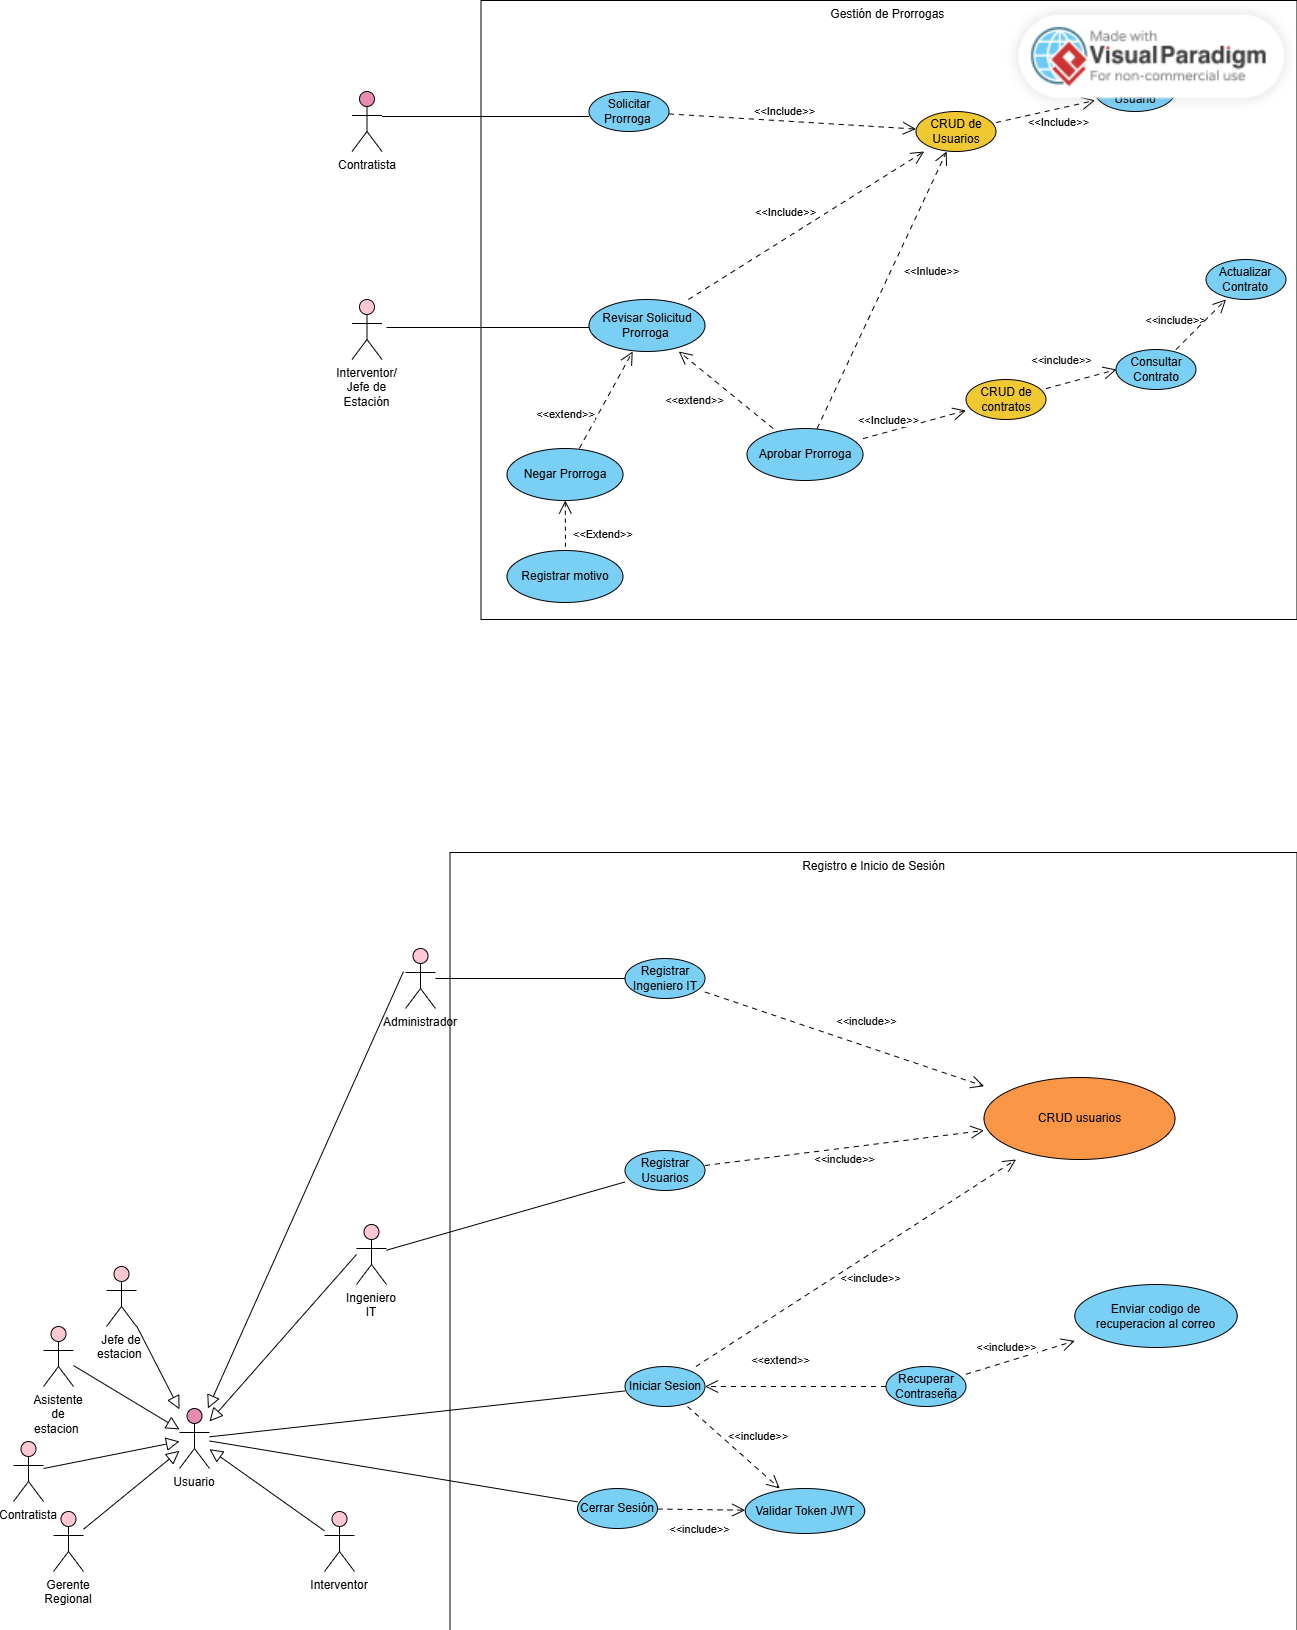 Gestión de Prorrogas
Made with
Visual Paradigm
For non-commercial use
Usuario
Solicitar
Prorroga
<<Include>>
CRUD de
Usuarios
<<Include>>
Contratista
<<Include>>
<<Inlude>>
Actualizar
Contrato
Revisar Solicitud
Prorroga
<<include>>
Interventor/
Jefe de
Estación
<<include>>
Consultar
Contrato
CRUD de
contratos
<<extend>>
<<extend>>
<<Include>>
Aprobar Prorroga
Negar Prorroga
<<Extend>>
Registrar motivo
Registro e Inicio de Sesión
Registrar
Ingeniero IT
Administrador
<<include>>
CRUD usuarios
Registrar
Usuarios
<<include>>
Ingeniero
IT
<<include>>
Enviar codigo de
recuperacion al correo
Jefe de
estacion
<<include>>
<<extend>>
Iniciar Sesion
Recuperar
Contraseña
Asistente
de
estacion
<<include>>
Usuario
Cerrar Sesión
Validar Token JWT
<<include>>
Contratista
Gerente
Regional
Interventor